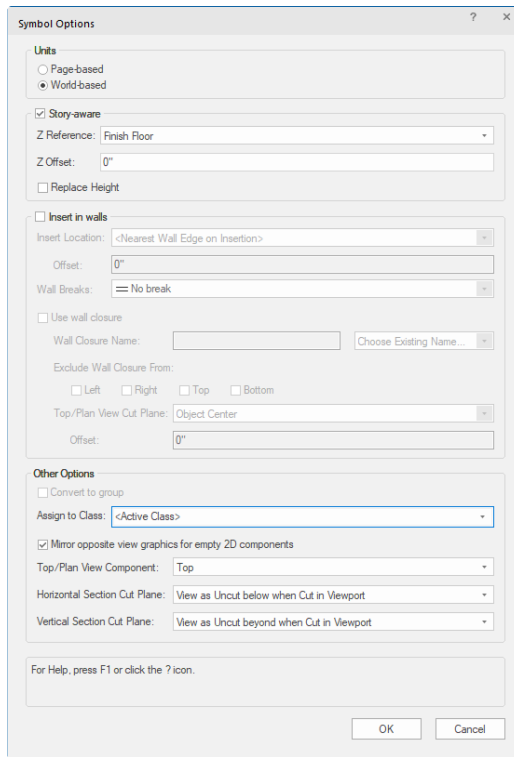 Symbol Options
? ×
Units
Page-based
World-based
Story-aware
Z Reference: Finish Floor
Z Offset: 0"
Replace Height
Insert in walls
Insert Location: <Nearest Wall Edge on Insertion>
Offset: 0"
Wall Breaks: No break
Use wall closure
Wall Closure Name: Choose Existing Name...
Exclude Wall Closure From:
Left Right Top Bottom
Top/Plan View Cut Plane: Object Center
Offset: 0"
Other Options
Convert to group
Assign to Class: <Active Class>
Mirror opposite view graphics for empty 2D components
Top/Plan View Component: Top
Horizontal Section Cut Plane: View as Uncut below when Cut in Viewport
Vertical Section Cut Plane: View as Uncut beyond when Cut in Viewport
For Help, press F1 or click the ? icon.
OK Cancel